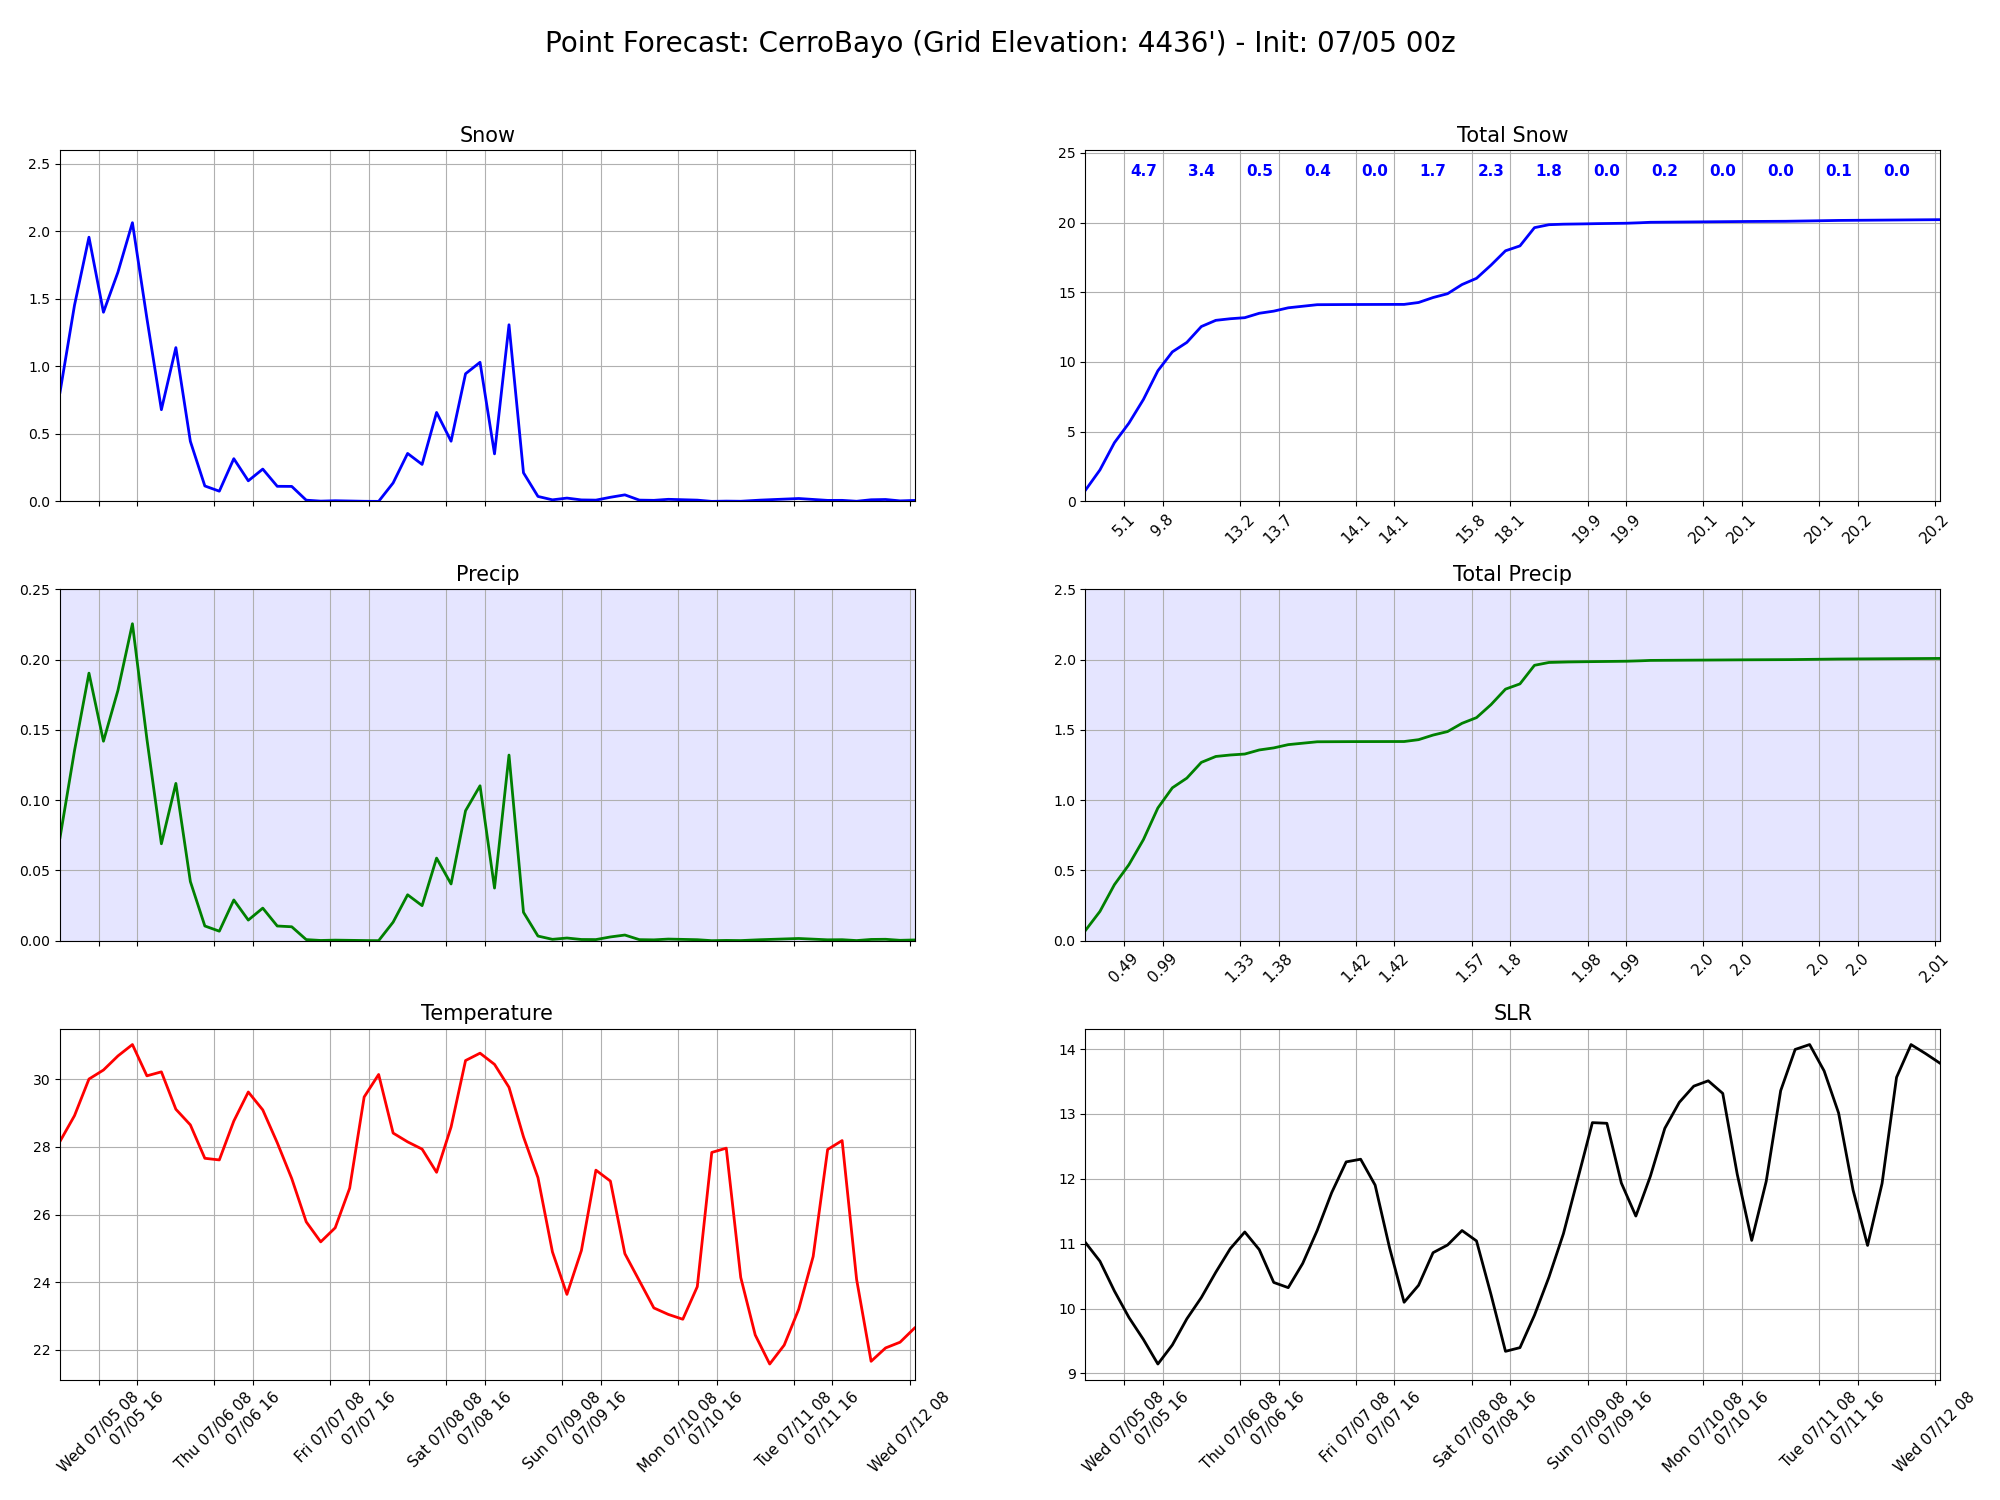 Point Forecast: CerroBayo (Grid Elevation: 4436') - Init: 07/05 00z
Snow
2.5
2.0
1.5
1.0
0.5
0.0
Total Snow
4.7 3.4 0.5 0.4 0.0 1.7 2.3 1.8 0.0 0.2 0.0 0.0 0.1 0.0
25
20
15
10
5
0
5.1 9.8 13.2 13.7 14.1 14.1 15.8 18.1 19.9 19.9 20.1 20.1 20.1 20.2 20.2
Precip
0.25
0.20
0.15
0.10
0.05
0.00
Total Precip
2.5
2.0
1.5
1.0
0.5
0.0
0.49 0.99 1.33 1.38 1.42 1.42 1.57 1.8 1.98 1.99 2.0 2.0 2.0 2.0 2.01
Temperature
30
28
26
24
22
Wed 07/05 08
07/05 16
Thu 07/06 08
07/06 16
Fri 07/07 08
07/07 16
Sat 07/08 08
07/08 16
Sun 07/09 08
07/09 16
Mon 07/10 08
07/10 16
Tue 07/11 08
07/11 16
Wed 07/12 08
SLR
14
13
12
11
10
9
Wed 07/05 08
07/05 16
Thu 07/06 08
07/06 16
Fri 07/07 08
07/07 16
Sat 07/08 08
07/08 16
Sun 07/09 08
07/09 16
Mon 07/10 08
07/10 16
Tue 07/11 08
07/11 16
Wed 07/12 08